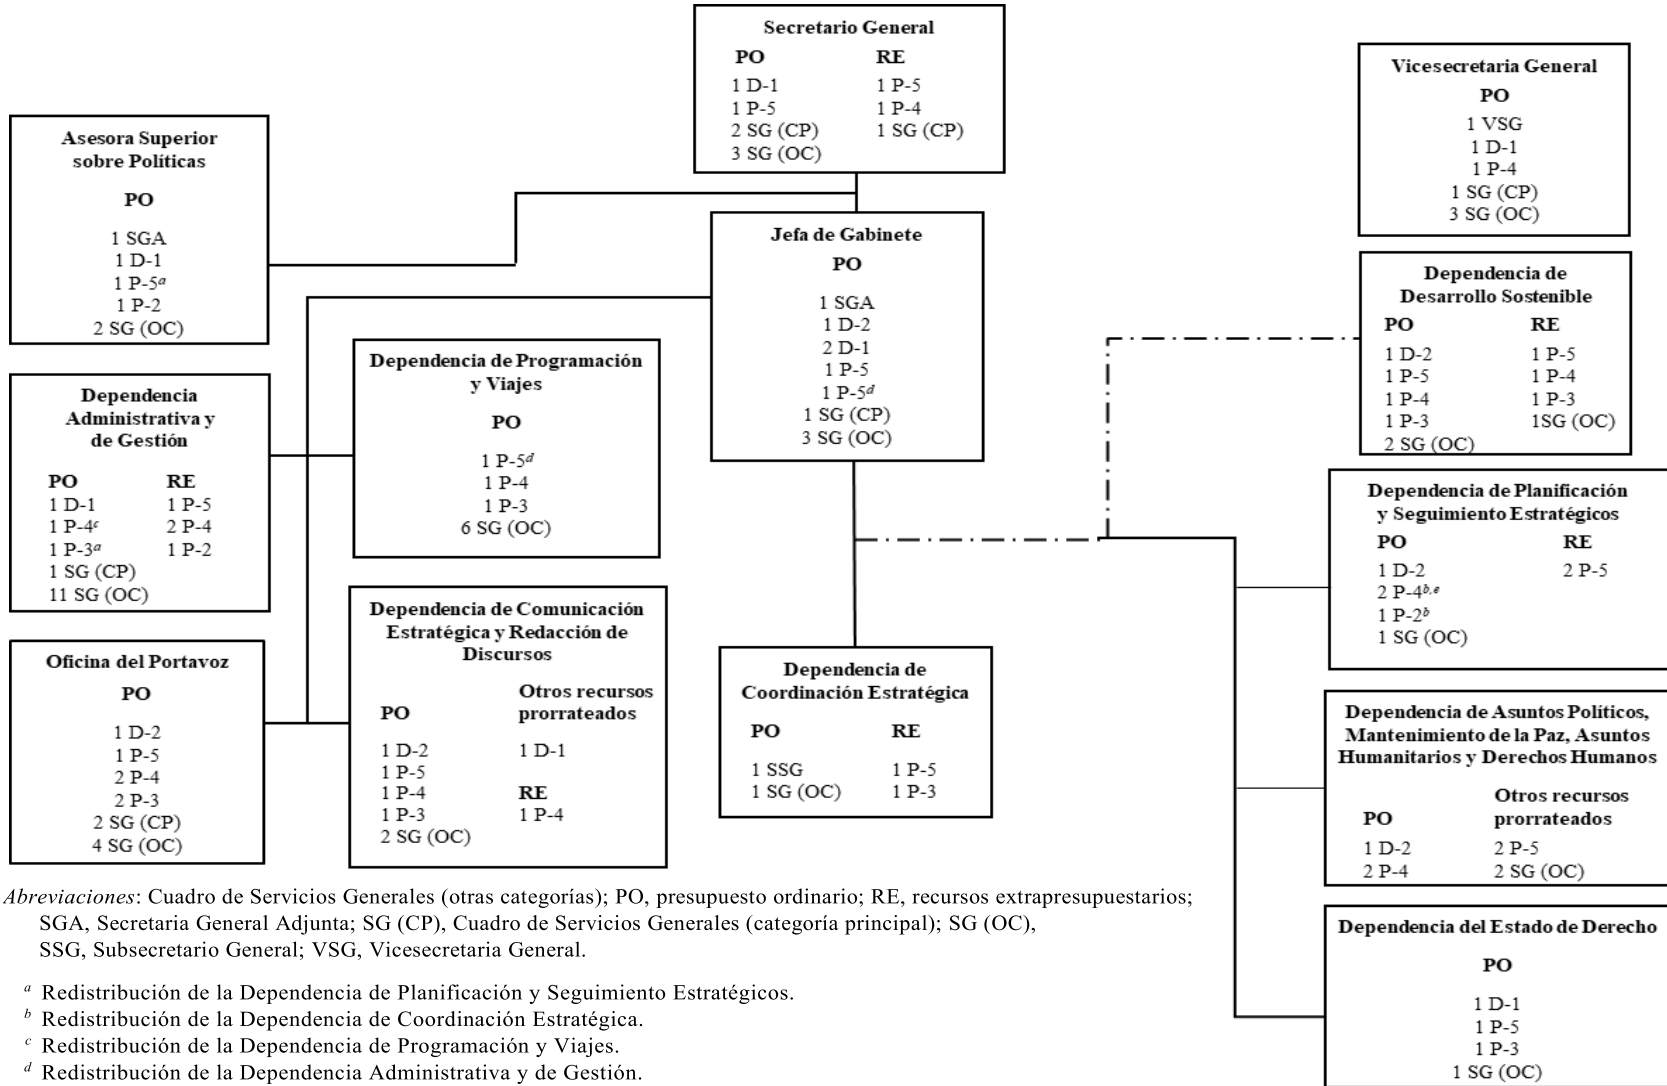 Secretario General
PO RE
1 D-1 1 P-5
1 P-5 1 P-4
2 SG (CP) 1 SG (CP)
3 SG (OC)
Vicesecretaria General
PO
1 VSG
1 D-1
1 P-4
1 SG (CP)
3 SG (OC)
Asesora Superior
sobre Políticas
PO
1 SGA
1 D-1
1 P-5a
1 P-2
2 SG (OC)
Jefa de Gabinete
PO
1 SGA
1 D-2
2 D-1
1 P-5
1 P-5d
1 SG (CP)
3 SG (OC)
Dependencia de
Desarrollo Sostenible
PO RE
1 D-2 1 P-5
1 P-5 1 P-4
1 P-4 1 P-3
1 P-3 1SG (OC)
2 SG (OC)
Dependencia
Administrativa y
de Gestión
PO RE
1 D-1 1 P-5
1 P-4c 2 P-4
1 P-3a 1 P-2
1 SG (CP)
11 SG (OC)
Dependencia de Programación
y Viajes
PO
1 P-5d
1 P-4
1 P-3
6 SG (OC)
Dependencia de Planificación
y Seguimiento Estratégicos
PO RE
1 D-2 2 P-5
2 P-4b,e
1 P-2b
1 SG (OC)
Oficina del Portavoz
PO
1 D-2
1 P-5
2 P-4
2 P-3
2 SG (CP)
4 SG (OC)
Dependencia de Comunicación
Estratégica y Redacción de
Discursos
Otros recursos
PO prorrateados
1 D-2 1 D-1
1 P-5
1 P-4 RE
1 P-3 1 P-4
2 SG (OC)
Dependencia de
Coordinación Estratégica
PO RE
1 SSG 1 P-5
1 SG (OC) 1 P-3
Dependencia de Asuntos Políticos,
Mantenimiento de la Paz, Asuntos
Humanitarios y Derechos Humanos
Otros recursos
PO prorrateados
1 D-2 2 P-5
2 P-4 2 SG (OC)
Dependencia del Estado de Derecho
PO
1 D-1
1 P-5
1 P-3
1 SG (OC)
Abreviaciones: Cuadro de Servicios Generales (otras categorías); PO, presupuesto ordinario; RE, recursos extrapresupuestarios;
SGA, Secretaria General Adjunta; SG (CP), Cuadro de Servicios Generales (categoría principal); SG (OC),
SSG, Subsecretario General; VSG, Vicesecretaria General.
a Redistribución de la Dependencia de Planificación y Seguimiento Estratégicos.
b Redistribución de la Dependencia de Coordinación Estratégica.
c Redistribución de la Dependencia de Programación y Viajes.
d Redistribución de la Dependencia Administrativa y de Gestión.